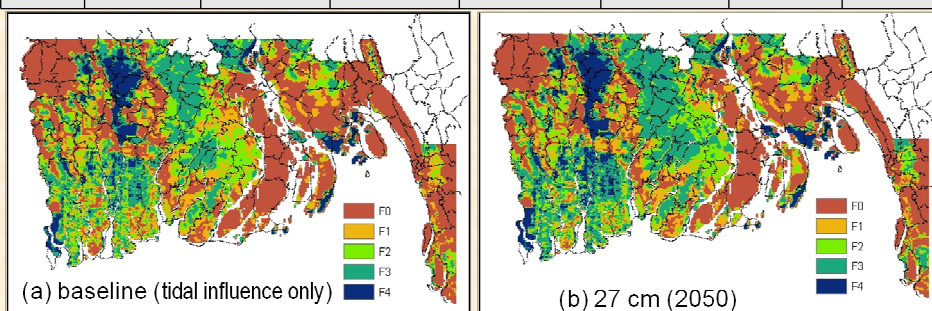 F0
F1
F2
F3
F4
(a) baseline (tidal influence only)
F0
F1
F2
F3
F4
(b) 27 cm (2050)